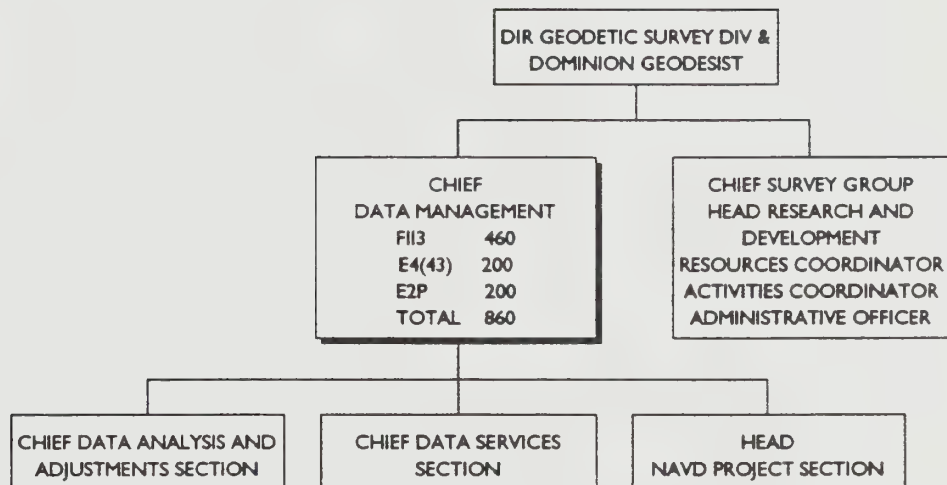 DIR GEODETIC SURVEY DIV &
DOMINION GEODESIST
CHIEF
DATA MANAGEMENT
FII3 460
E4(43) 200
E2P 200
TOTAL 860
CHIEF SURVEY GROUP
HEAD RESEARCH AND
DEVELOPMENT
RESOURCES COORDINATOR
ACTIVITIES COORDINATOR
ADMINISTRATIVE OFFICER
CHIEF DATA ANALYSIS AND
ADJUSTMENTS SECTION
CHIEF DATA SERVICES
SECTION
HEAD
NAVD PROJECT SECTION